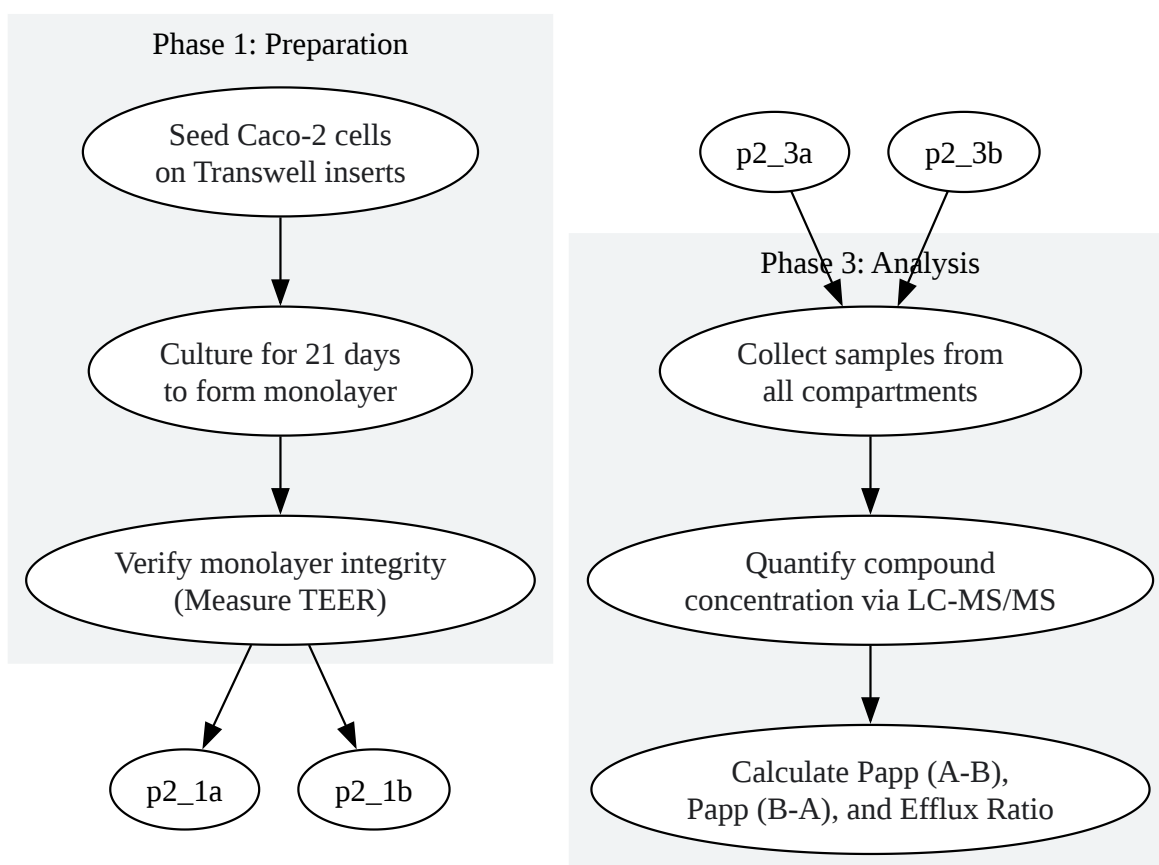 Phase 1: Preparation
Seed Caco-2 cells
on Transwell inserts
Culture for 21 days
to form monolayer
Verify monolayer integrity
(Measure TEER)
p2_1a
p2_1b
p2_3a
p2_3b
Phase 3: Analysis
Collect samples from
all compartments
Quantify compound
concentration via LC-MS/MS
Calculate Papp (A-B),
Papp (B-A), and Efflux Ratio